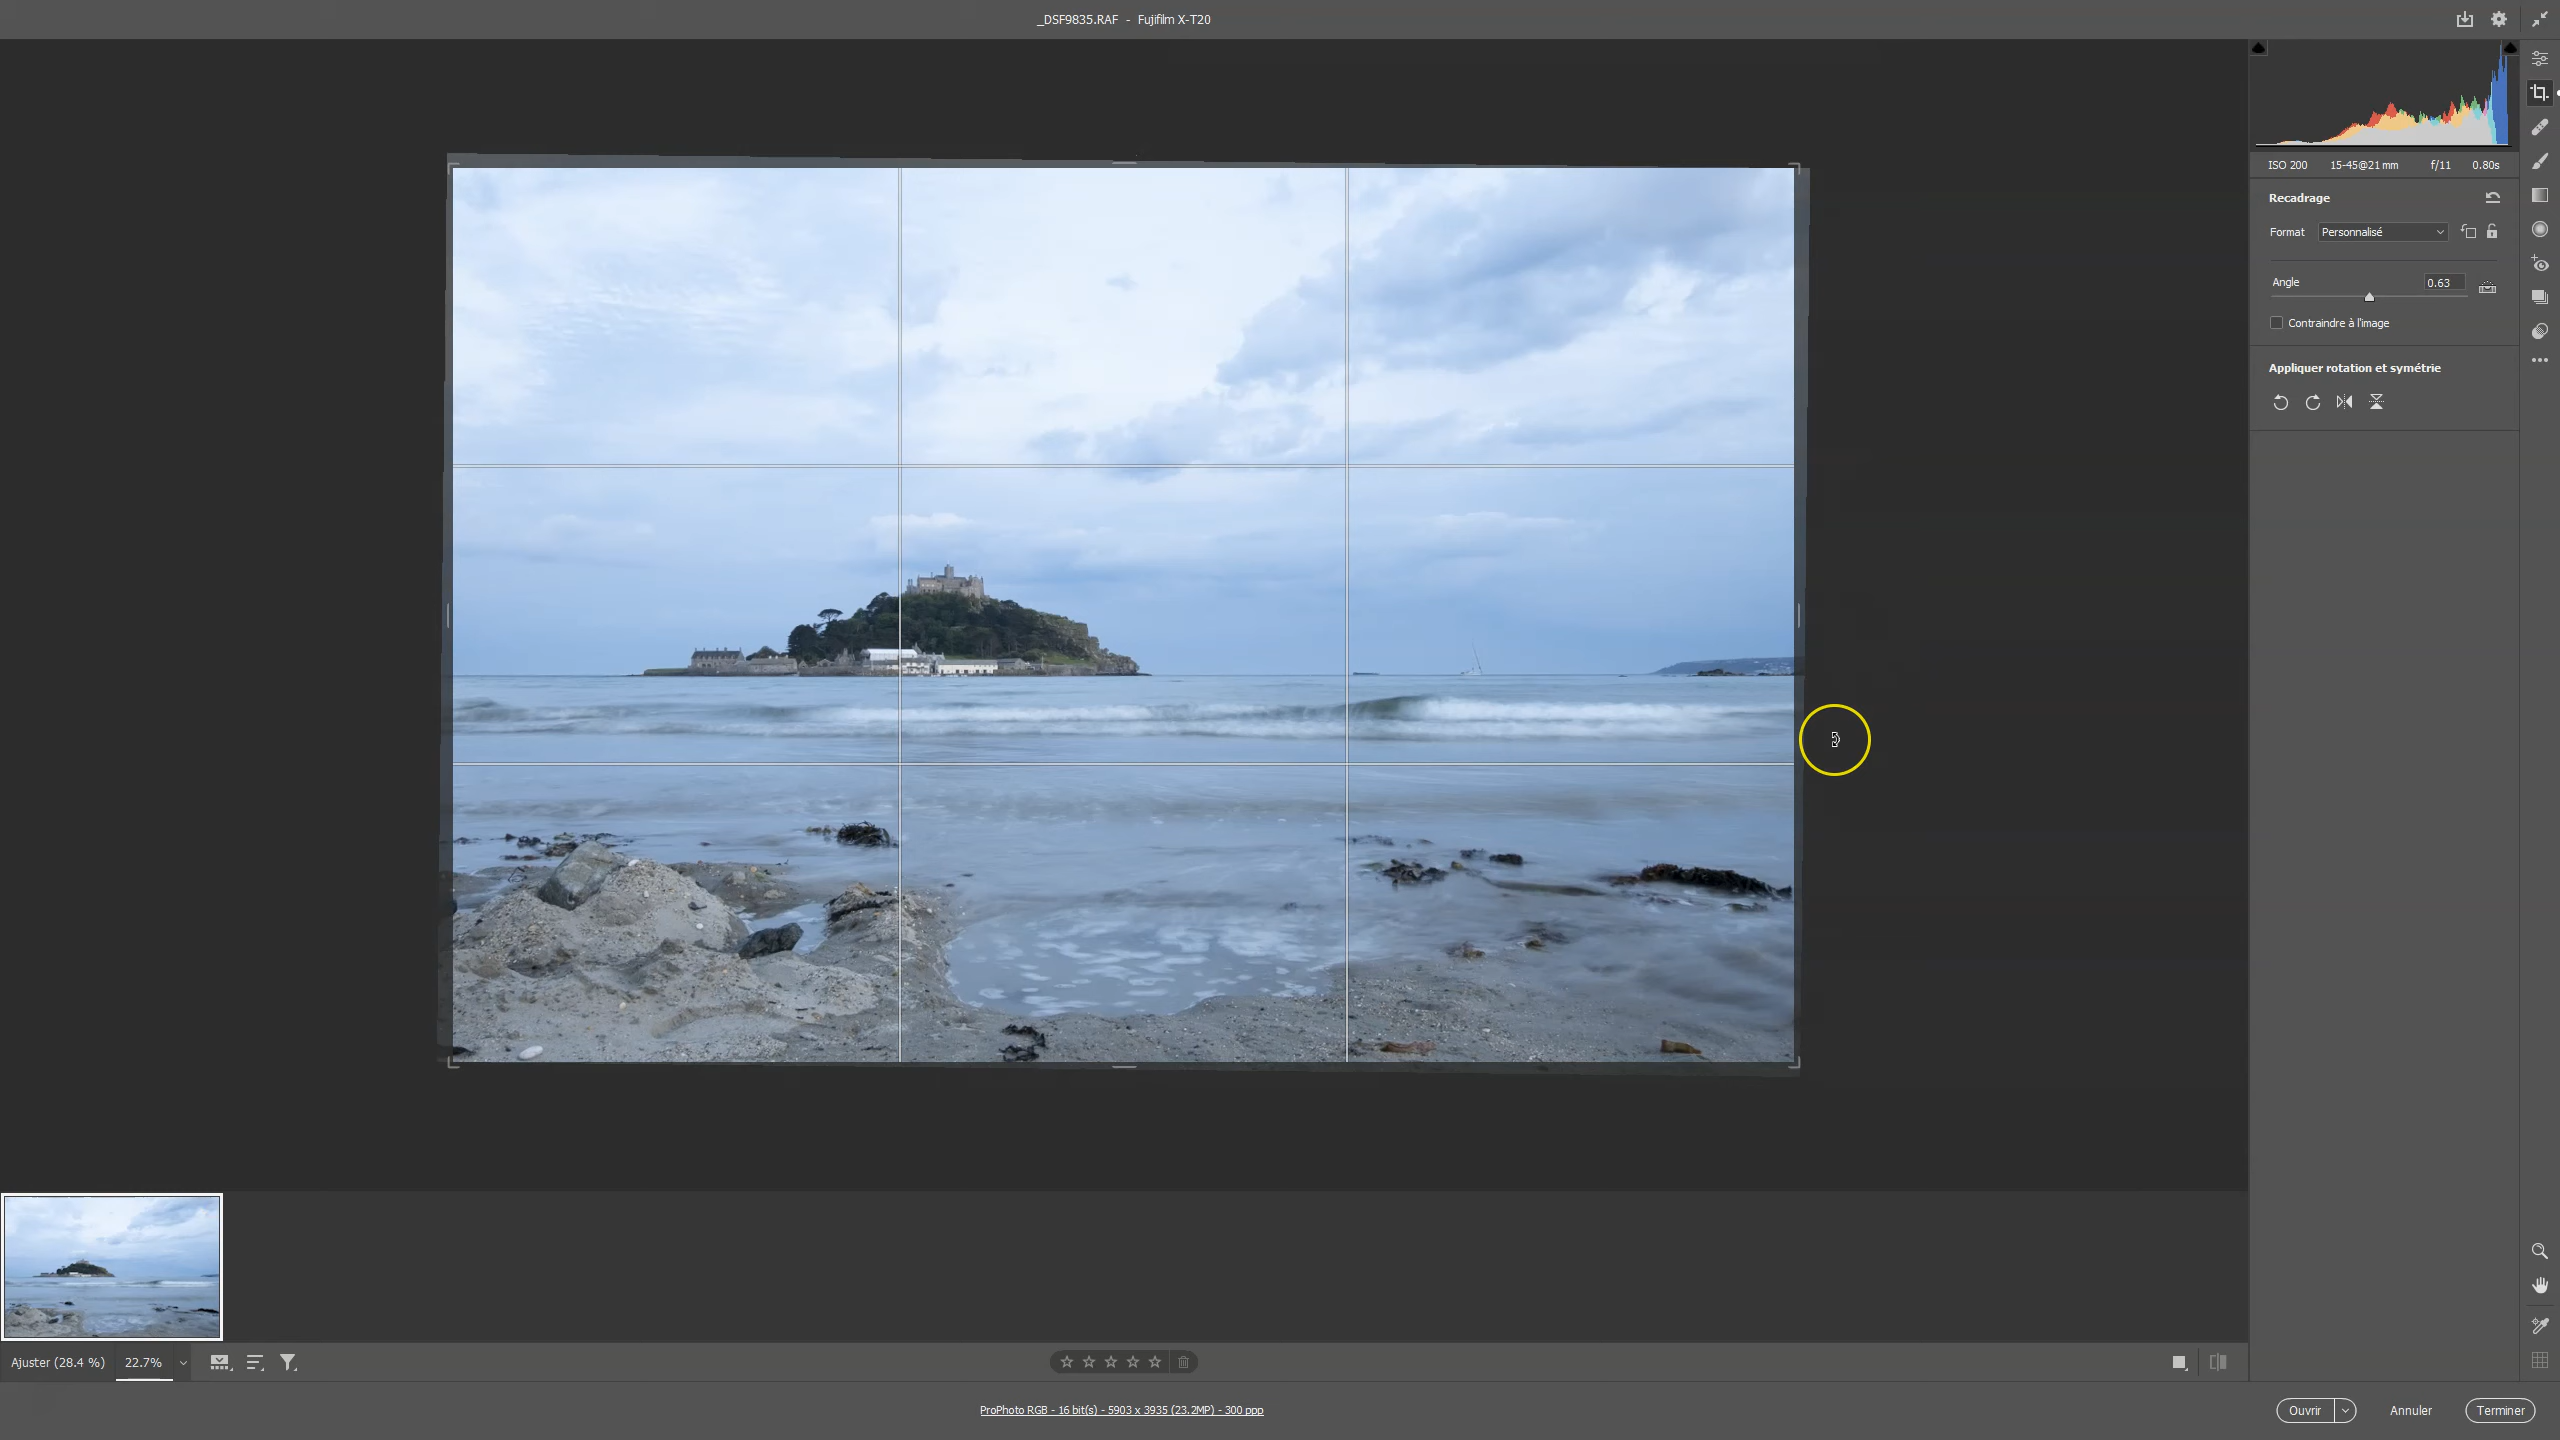 _DSF9835.RAF - Fujifilm X-T20
ISO 200 15-45@21 mm f/11 0.80s
Recadrage
Format Personnalisé
Angle 0.63
Contraindre à l'image
Appliquer rotation et symétrie
Ajuster (28.4 %) 22.7%
ProPhoto RGB - 16 bit(s) - 5903 x 3935 (23.2MP) - 300 ppp
Ouvrir Annuler Terminer